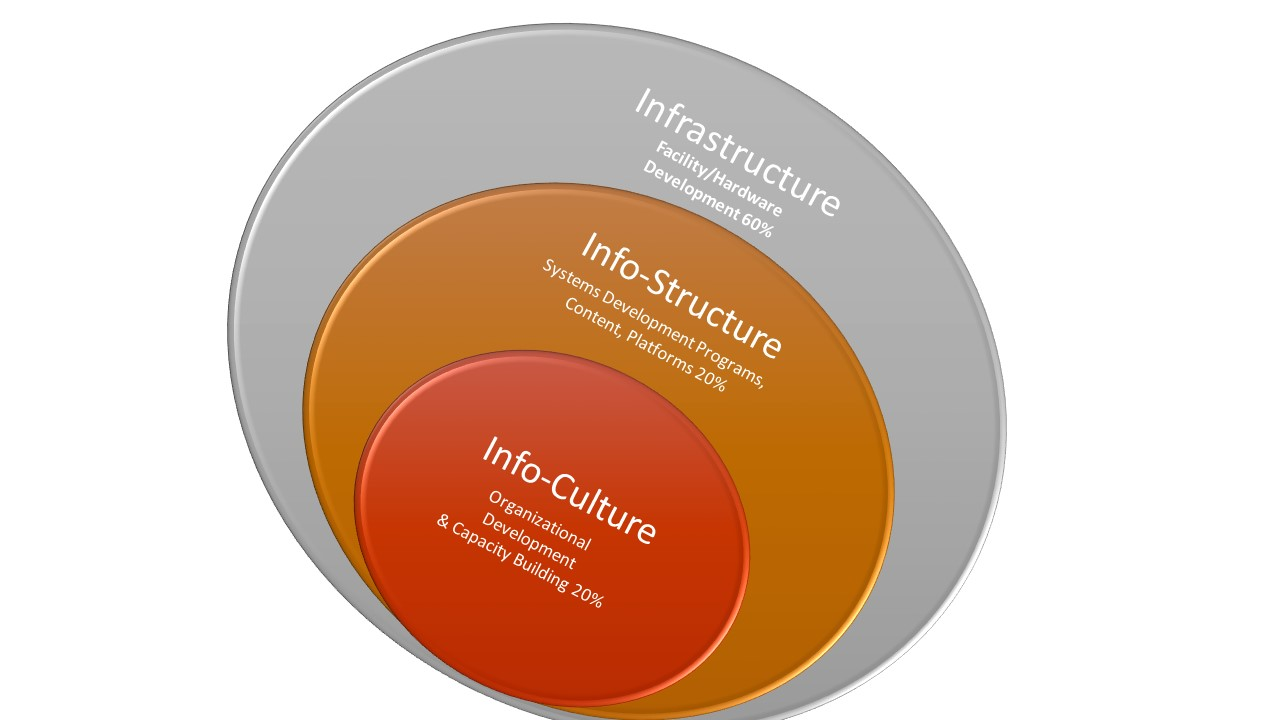 Infrastructure
Facility/Hardware
Development 60%
Info-Structure
Systems Development Programs,
Content, Platforms 20%
Info-Culture
Organizational
Development
& Capacity Building 20%